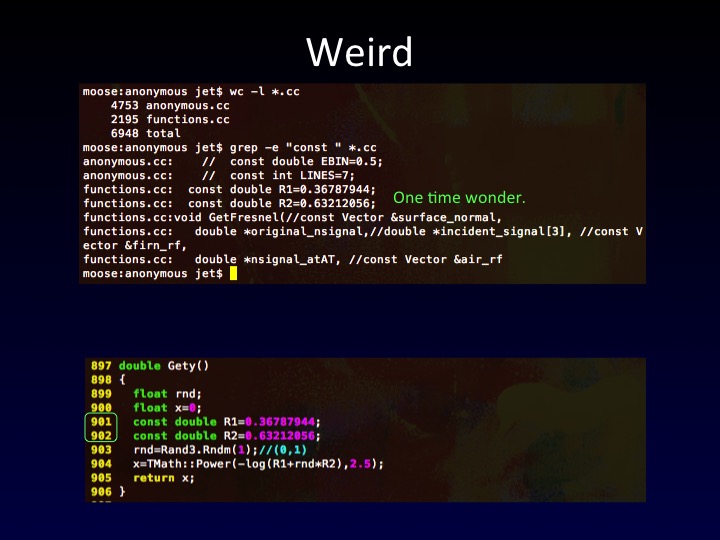 Weird
moose:anonymous jet$ wc -l *.cc
4753 anonymous.cc
2195 functions.cc
6948 total
moose:anonymous jet$ grep -e "const " *.cc
anonymous.cc:    //  const double EBIN=0.5;
anonymous.cc:    //  const int LINES=7;
functions.cc:  const double R1=0.36787944;
functions.cc:  const double R2=0.63212056;
One time wonder.
functions.cc:void GetFresnel(//const Vector &surface_normal,
functions.cc:   double *original_nsignal,//double *incident_signal[3], //const V
ector &firn_rf,
functions.cc:   double *nsignal_atAT, //const Vector &air_rf
moose:anonymous jet$
897 double Gety()
898 {
899   float rnd;
900   float x=0;
901   const double R1=0.36787944;
902   const double R2=0.63212056;
903   rnd=Rand3.Rndm(1);//(0,1)
904   x=TMath::Power(-log(R1+rnd*R2),2.5);
905   return x;
906 }